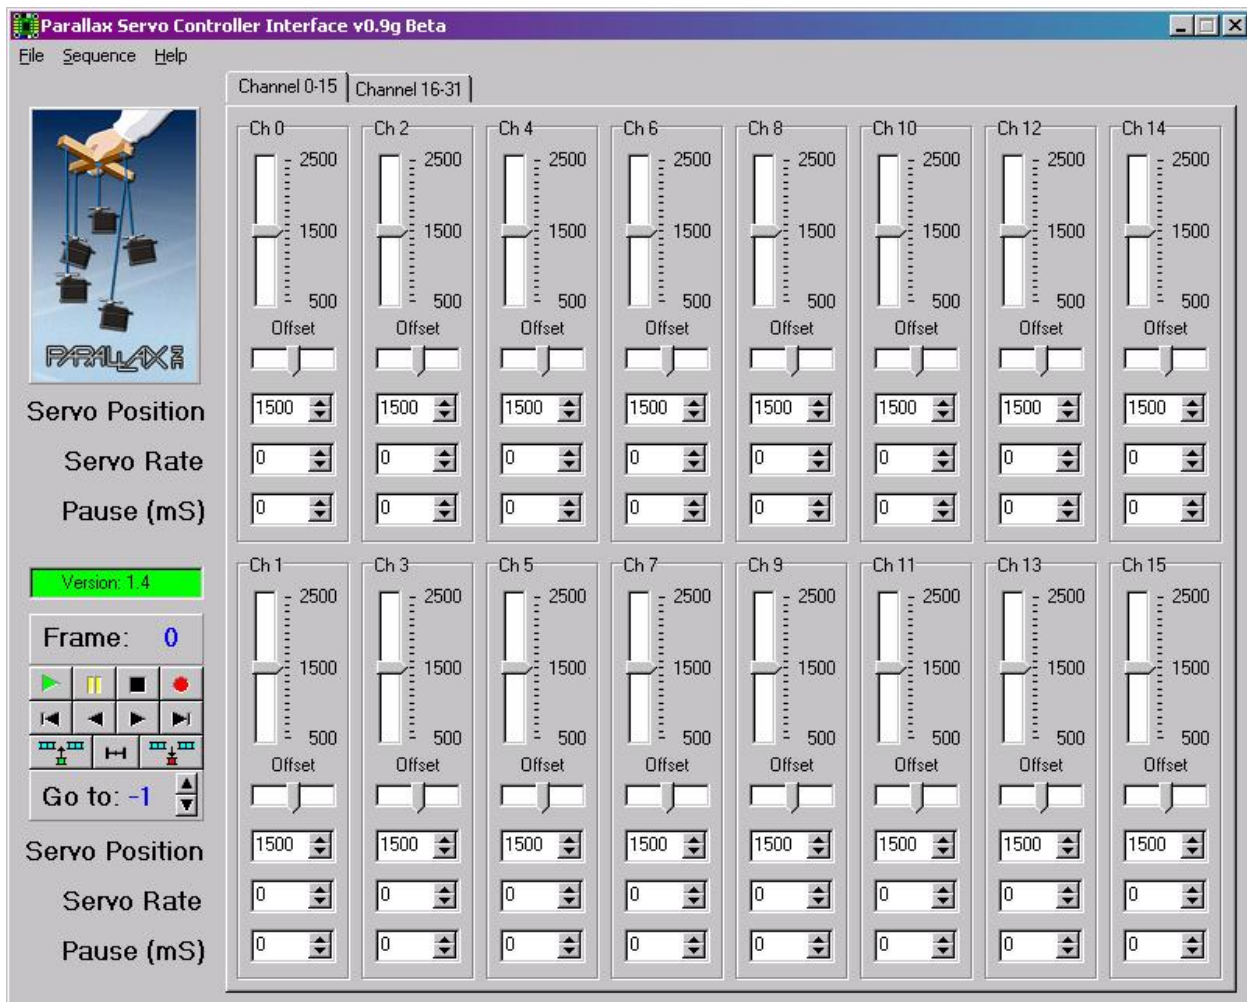 Parallax Servo Controller Interface v0.9g Beta
File Sequence Help
Channel 0-15 Channel 16-31
Ch 0 Ch 2 Ch 4 Ch 6 Ch 8 Ch 10 Ch 12 Ch 14
2500 2500 2500 2500 2500 2500 2500 2500
1500 1500 1500 1500 1500 1500 1500 1500
500 500 500 500 500 500 500 500
Offset Offset Offset Offset Offset Offset Offset Offset
PARALLAX INC
Servo Position 1500 1500 1500 1500 1500 1500 1500 1500
Servo Rate 0 0 0 0 0 0 0 0
Pause (mS) 0 0 0 0 0 0 0 0
Version: 1.4
Frame: 0
Go to: -1
Ch 1 Ch 3 Ch 5 Ch 7 Ch 9 Ch 11 Ch 13 Ch 15
2500 2500 2500 2500 2500 2500 2500 2500
1500 1500 1500 1500 1500 1500 1500 1500
500 500 500 500 500 500 500 500
Offset Offset Offset Offset Offset Offset Offset Offset
Servo Position 1500 1500 1500 1500 1500 1500 1500 1500
Servo Rate 0 0 0 0 0 0 0 0
Pause (mS) 0 0 0 0 0 0 0 0